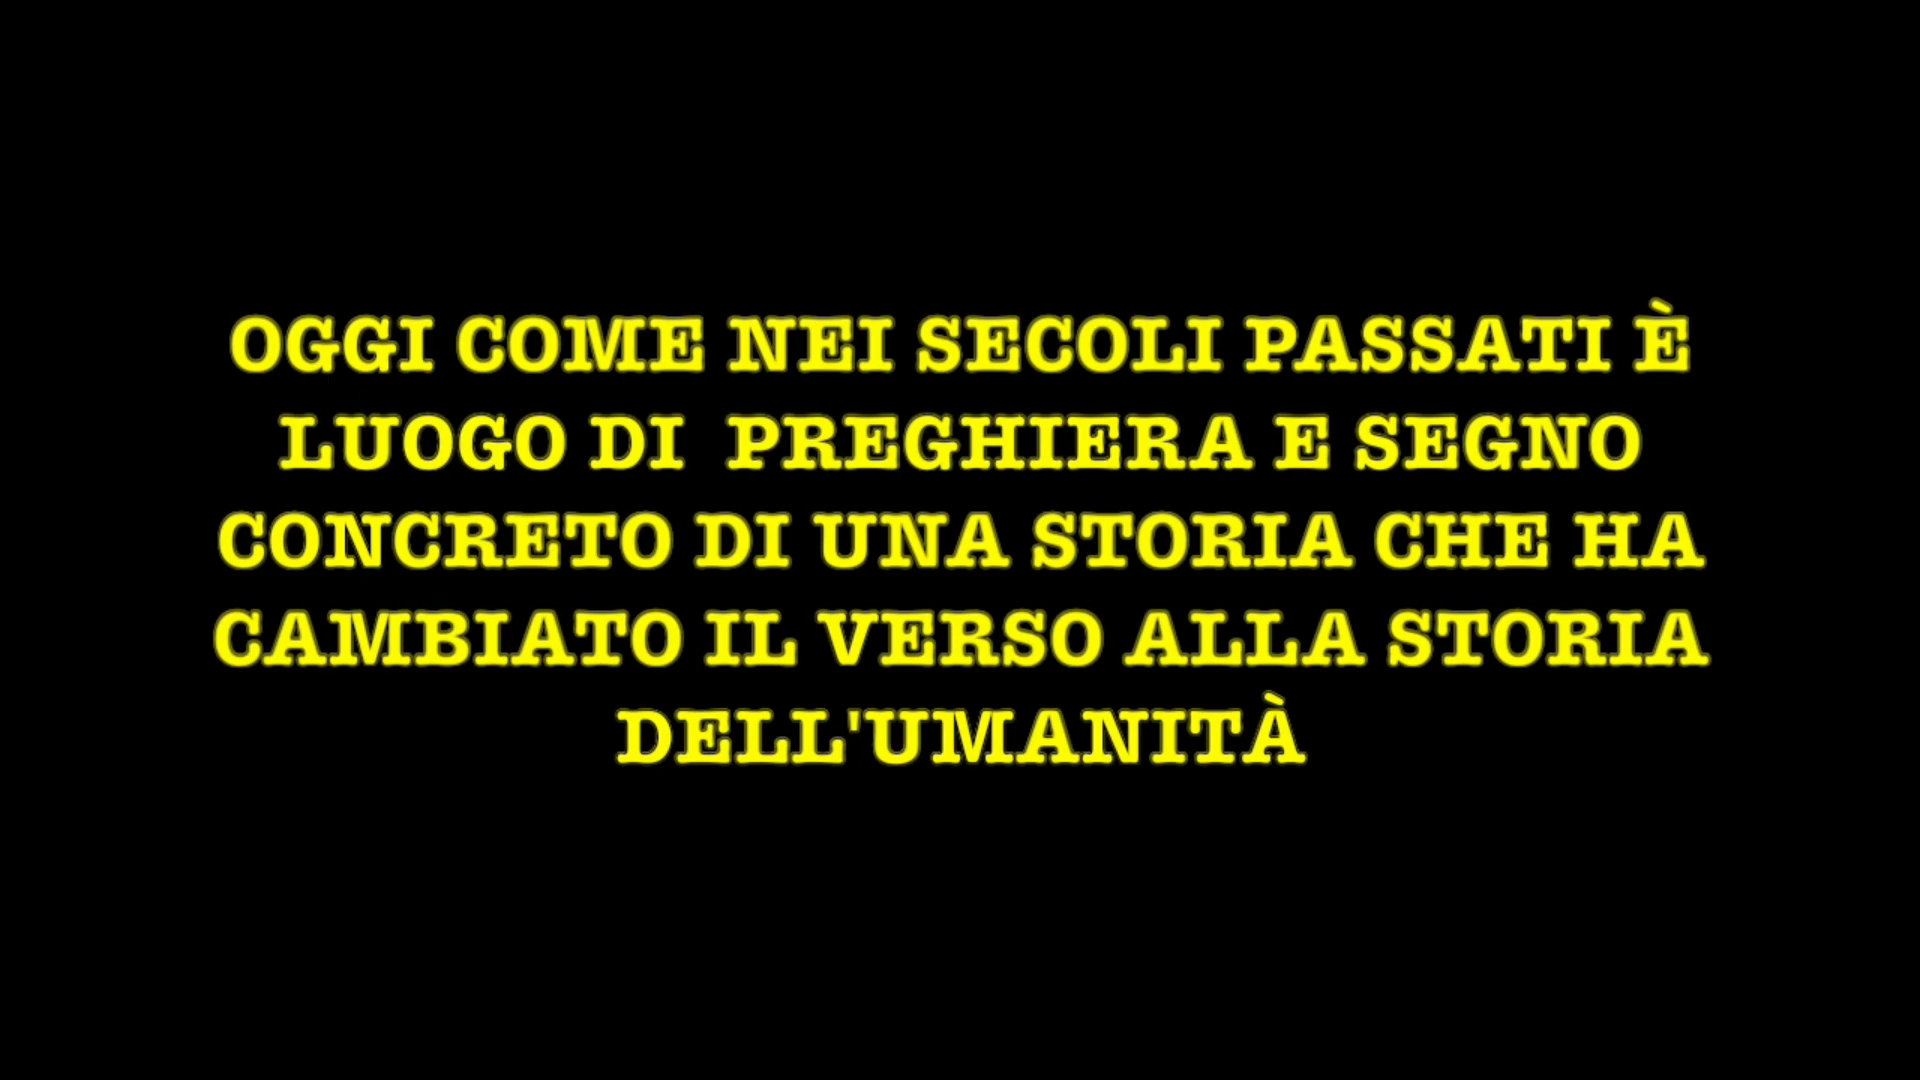 OGGI COME NEI SECOLI PASSATI È
LUOGO DI  PREGHIERA E SEGNO
CONCRETO DI UNA STORIA CHE HA
CAMBIATO IL VERSO ALLA STORIA
DELL'UMANITÀ